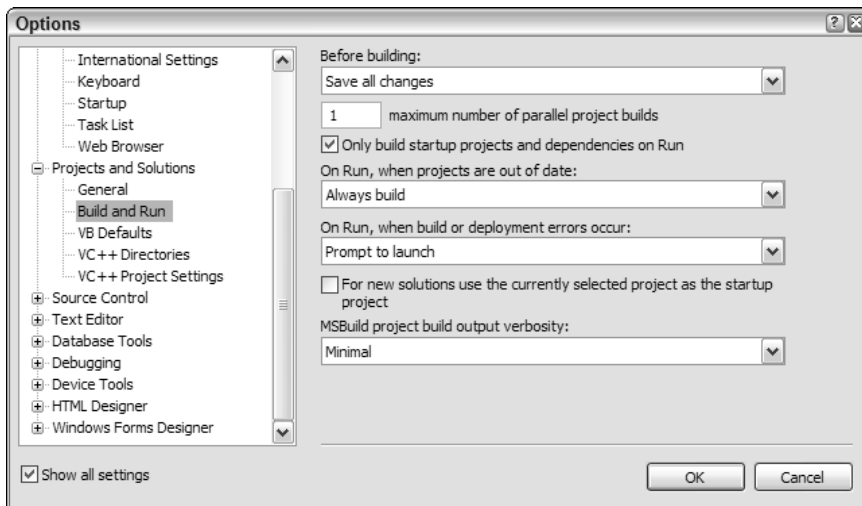 Options
International Settings
Keyboard
Startup
Task List
Web Browser
Projects and Solutions
General
Build and Run
VB Defaults
VC++ Directories
VC++ Project Settings
Source Control
Text Editor
Database Tools
Debugging
Device Tools
HTML Designer
Windows Forms Designer
Show all settings
Before building:
Save all changes
1 maximum number of parallel project builds
Only build startup projects and dependencies on Run
On Run, when projects are out of date:
Always build
On Run, when build or deployment errors occur:
Prompt to launch
For new solutions use the currently selected project as the startup
project
MSBuild project build output verbosity:
Minimal
OK Cancel